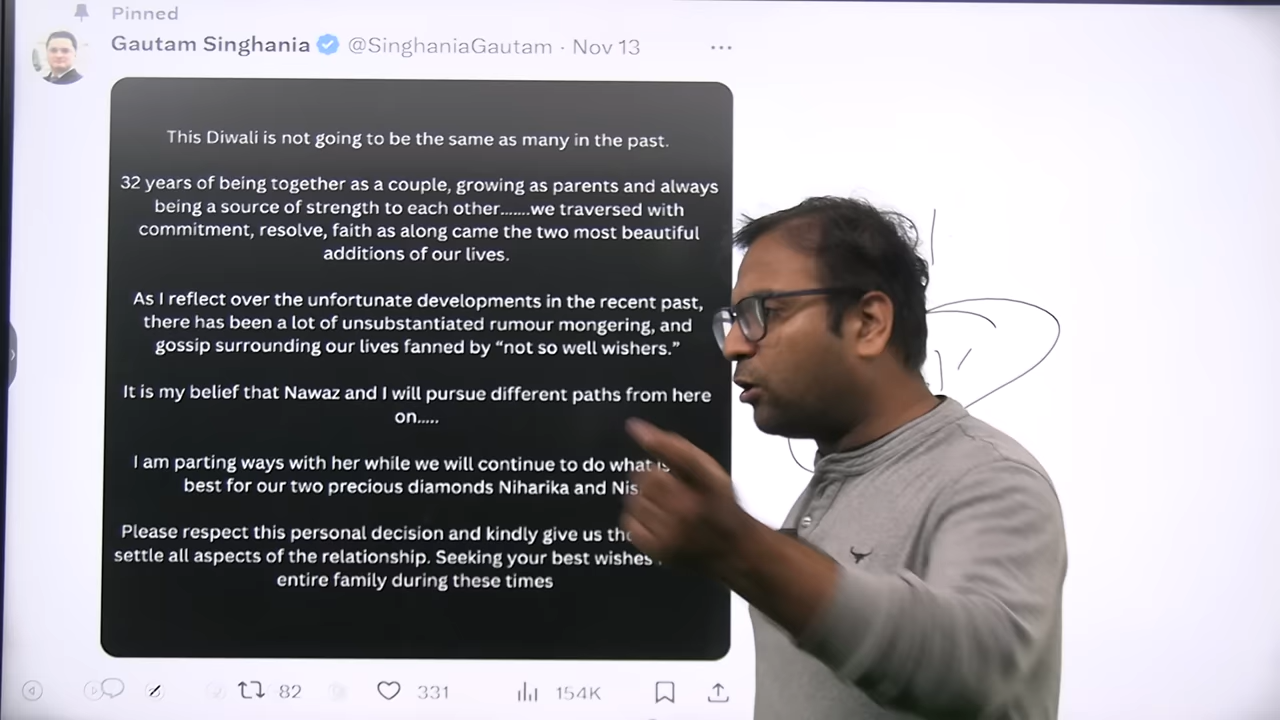 Pinned
Gautam Singhania @SinghaniaGautam · Nov 13
This Diwali is not going to be the same as many in the past.
32 years of being together as a couple, growing as parents and always
being a source of strength to each other.......we traversed with
commitment, resolve, faith as along came the two most beautiful
additions of our lives.
As I reflect over the unfortunate developments in the recent past,
there has been a lot of unsubstantiated rumour mongering, and
gossip surrounding our lives fanned by “not so well wishers.”
It is my belief that Nawaz and I will pursue different paths from here
on.....
I am parting ways with her while we will continue to do what is
best for our two precious diamonds Niharika and Nis
Please respect this personal decision and kindly give us
settle all aspects of the relationship. Seeking your best wishes
entire family during these times
82 331 154K